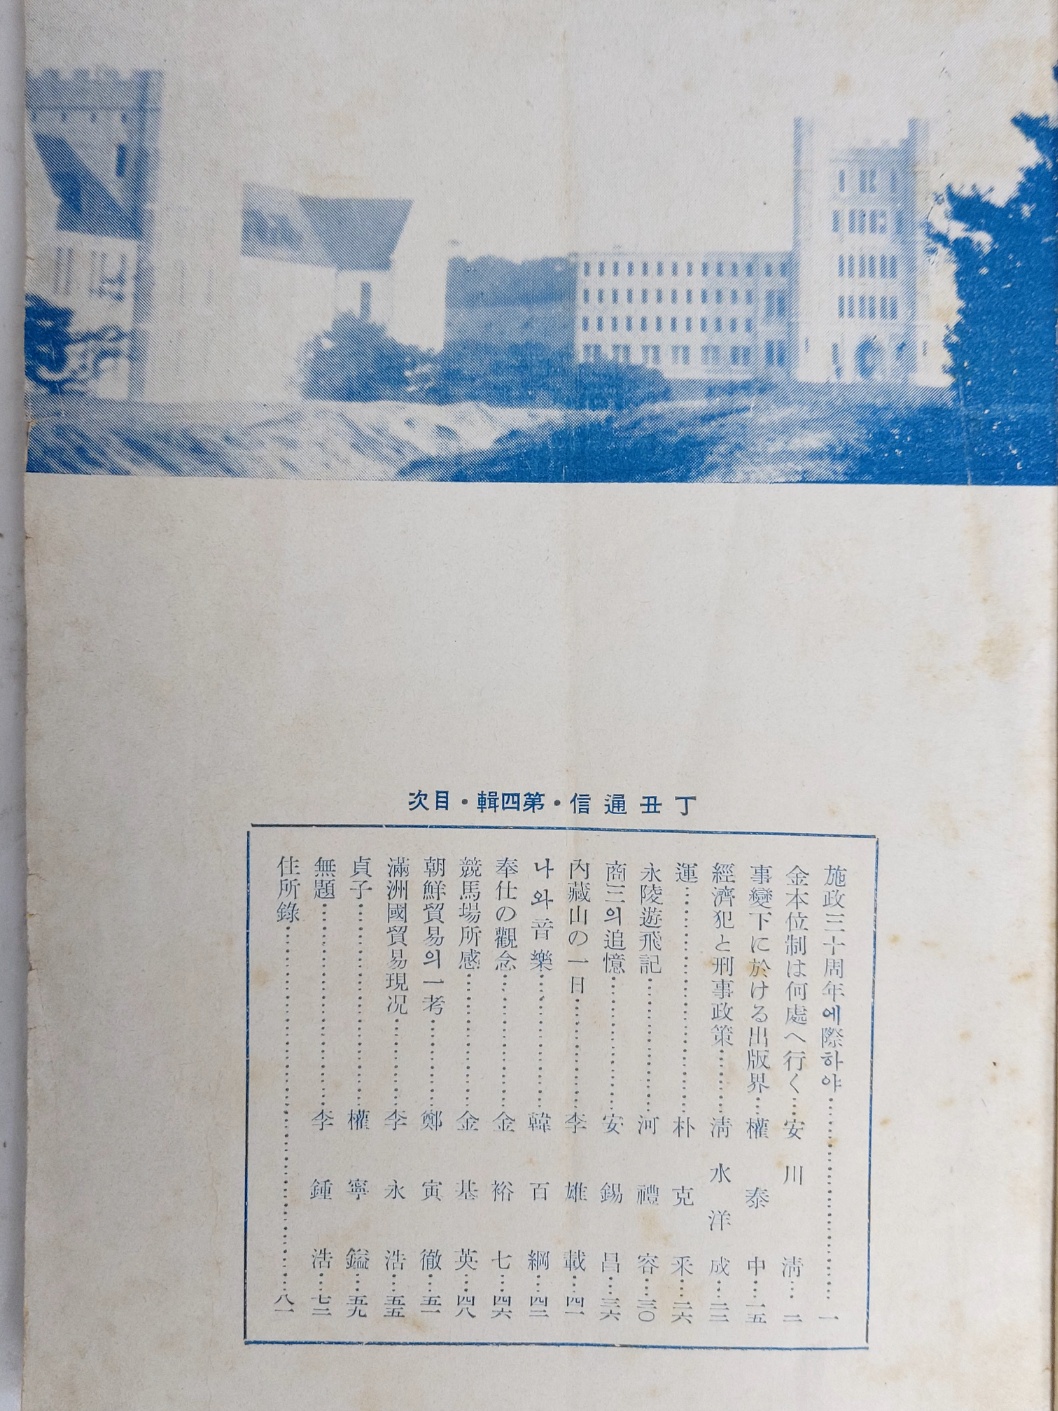 丁丑通信・第四輯・目次
施政三十周年에際하야……一
金本位制は何處へ行く…安川淸…二
事變下に於ける出版界…權泰中…一五
經濟犯と刑事政策……淸水洋成…二二
運……朴克采…二六
永陵遊飛記……河禮容…三〇
商三의追憶……安錫昌…三六
內藏山の一日……李雄載…四一
나와音樂……韓百綱…四二
奉仕の觀念……金裕七…四六
競馬場所感……金基英…四八
朝鮮貿易의一考……鄭寅徹…五一
滿洲國貿易現況……李永浩…五五
貞子……權寧鎰…五九
無題……李鍾浩…七二
住所錄……八一